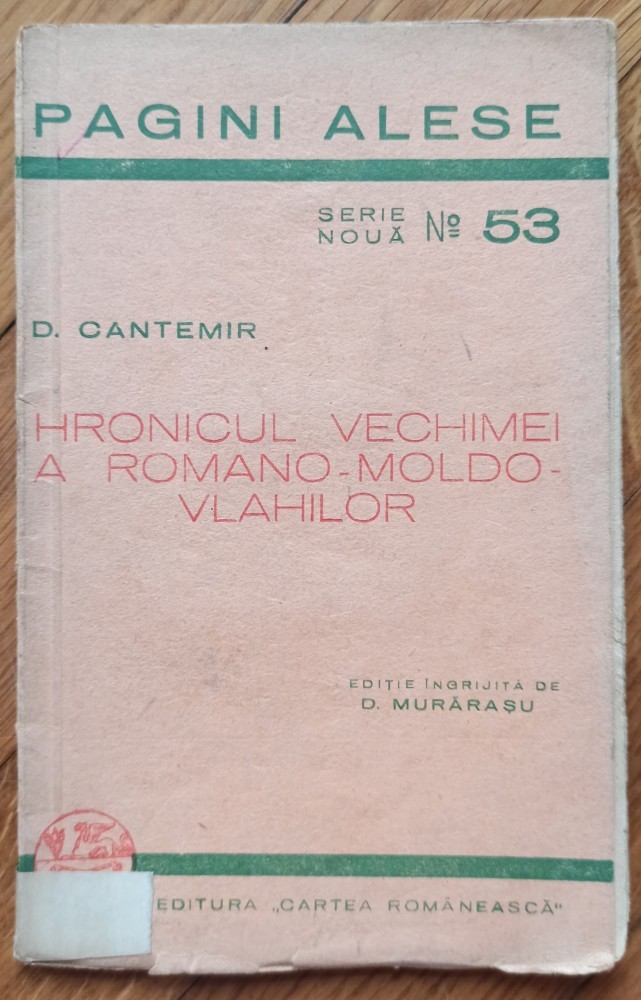 PAGINI ALESE
SERIE
NOUĂ Nº 53
D. CANTEMIR
HRONICUL VECHIMEI
A ROMANO-MOLDO-
VLAHILOR
EDIȚIE ÎNGRIJITĂ DE
D. MURĂRAȘU
EDITURA „CARTEA ROMÂNEASCĂ"